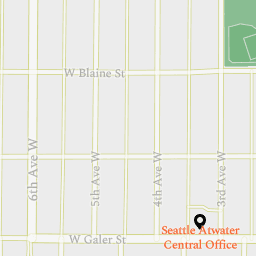 W Blaine St
6th Ave W
5th Ave W
4th Ave W
3rd Ave W
Seattle Atwater
Central Office
W Galer St